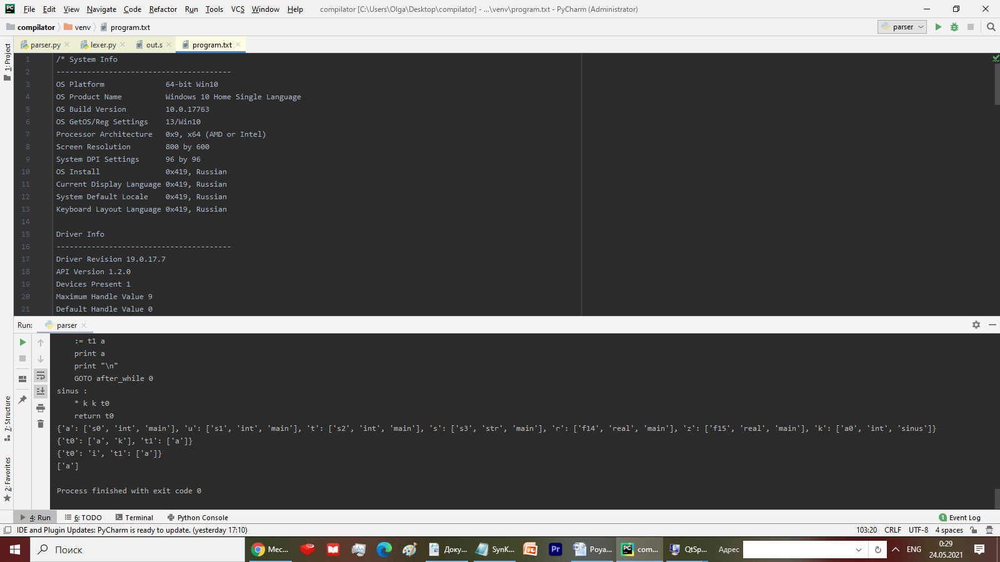 File Edit View Navigate Code Refactor Run Tools VCS Window Help compilator [C:\Users\Olga\Desktop\compilator] - ...\venv\program.txt - PyCharm (Administrator)
compilator venv program.txt parser
parser.py lexer.py out.s program.txt
1: Project
1 /* System Info
2 ----------------------------------------
3 OS Platform 64-bit Win10
4 OS Product Name Windows 10 Home Single Language
5 OS Build Version 10.0.17763
6 OS GetOS/Reg Settings 13/Win10
7 Processor Architecture 0x9, x64 (AMD or Intel)
8 Screen Resolution 800 by 600
9 System DPI Settings 96 by 96
10 OS Install 0x419, Russian
11 Current Display Language 0x419, Russian
12 System Default Locale 0x419, Russian
13 Keyboard Layout Language 0x419, Russian
14
15 Driver Info
16 ----------------------------------------
17 Driver Revision 19.0.17.7
18 API Version 1.2.0
19 Devices Present 1
20 Maximum Handle Value 9
21 Default Handle Value 0
Run: parser
:= t1 a
print a
print "\n"
GOTO after_while 0
sinus :
* k k t0
return t0
{'a': ['s0', 'int', 'main'], 'u': ['s1', 'int', 'main'], 't': ['s2', 'int', 'main'], 's': ['s3', 'str', 'main'], 'r': ['f14', 'real', 'main'], 'z': ['f15', 'real', 'main'], 'k': ['a0', 'int', 'sinus']}
{'t0': ['a', 'k'], 't1': ['a']}
{'t0': 'i', 't1': ['a']}
['a']
Process finished with exit code 0
7: Structure
2: Favorites
4: Run 6: TODO Terminal Python Console 1 Event Log
IDE and Plugin Updates: PyCharm is ready to update. (yesterday 17:10) 103:20 CRLF UTF-8 4 spaces
Поиск Мес... Доку... SynK... Pr Poya... com... QtSp... Адрес ENG 0:29
24.05.2021